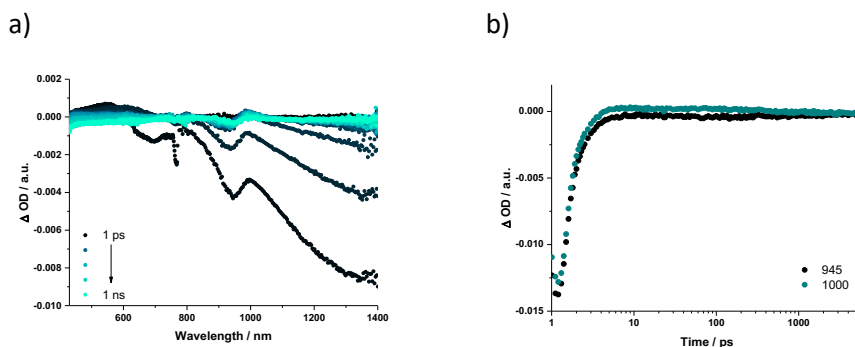 a)
b)
0.002
0.000
-0.002
-0.004
-0.006
-0.008
-0.010
Δ OD / a.u.
1 ps
1 ns
600
800
1000
1200
1400
Wavelength / nm
0.000
-0.005
-0.010
-0.015
Δ OD / a.u.
945
1000
1
10
100
1000
Time / ps